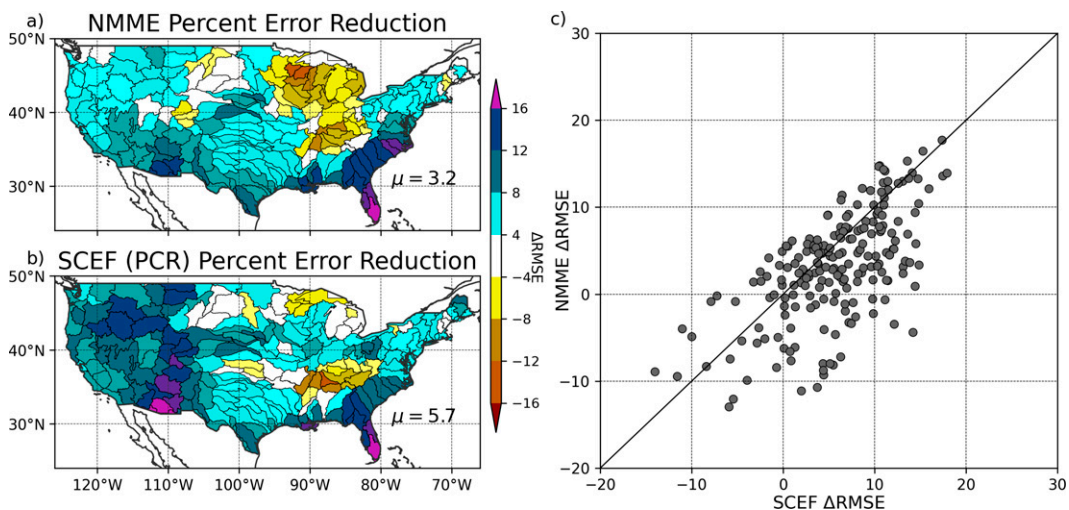 a) NMME Percent Error Reduction
50°N
40°N
30°N
μ = 3.2
b) SCEF (PCR) Percent Error Reduction
50°N
40°N
30°N
μ = 5.7
120°W 110°W 100°W 90°W 80°W 70°W
16
12
8
4
−4
−8
−12
−16
ΔRMSE
c)
30
20
10
0
−10
−20
NMME ΔRMSE
−20 −10 0 10 20 30
SCEF ΔRMSE